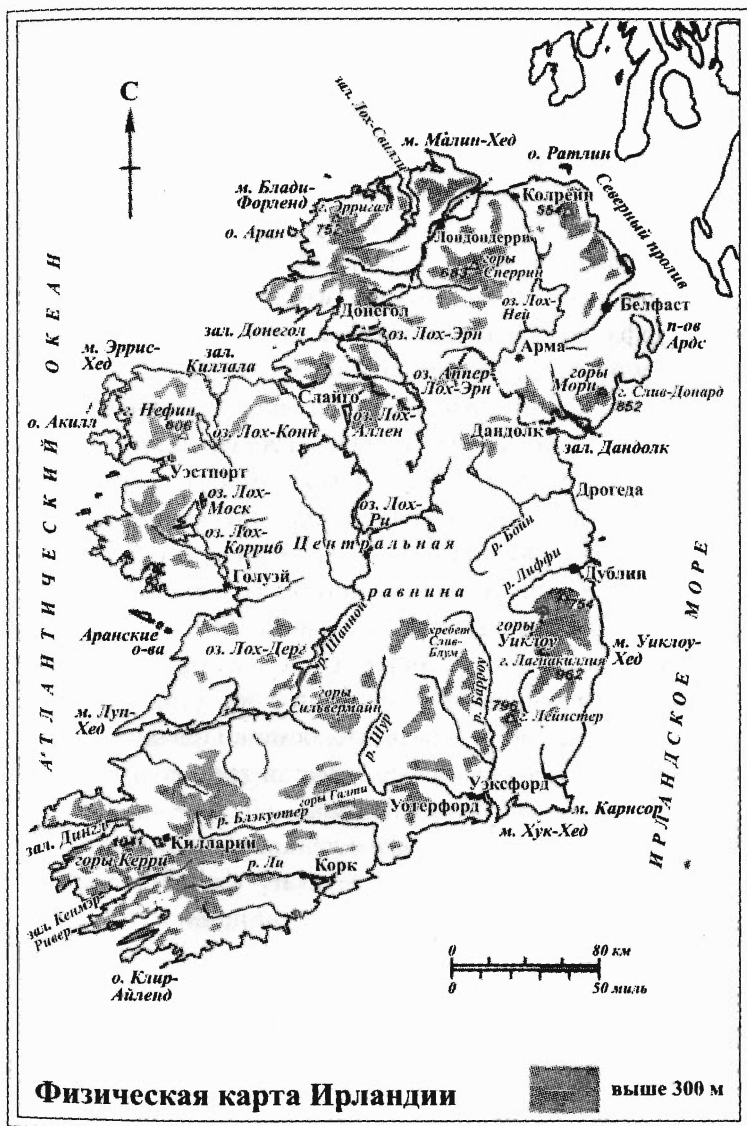 С
зал. Лох-Свилли
м. Малин-Хед
о. Ратлин
Северный пролив
м. Блади-
Форленд
г. Эрригал
752
о. Аран
Колрейн
554
Лондондерри
горы
Сперрин
683
оз. Лох-
Ней
Белфаст
п-ов
Ардс
Донегол
зал. Донегол
оз. Лох-Эрн
Арма
м. Эррис-
Хед
зал.
Киллала
оз. Аппер-
Лох-Эрн
горы
Морн
г. Слив-Донард
852
Слайго
г. Нефин
806
о. Акилл
оз. Лох-Конн
оз. Лох-
Аллен
Дандолк
зал. Дандолк
Уэстпорт
Дрогеда
оз. Лох-
Моск
оз. Лох-
Ри
оз. Лох-
Корриб
Центральная
равнина
р. Бойн
р. Лиффи
Дублин
Голуэй
754
Аранские
о-ва
р. Шаннон
оз. Лох-Дерг
хребет
Слив-
Блум
горы
Уиклоу
м. Уиклоу-
Хед
г. Лагнакиллия
962
горы
Сильвермайн
м. Луп-
Хед
р. Шур
р. Барроу
796
г. Лейнстер
АТЛАНТИЧЕСКИЙ ОКЕАН
ИРЛАНДСКОЕ МОРЕ
горы Галти
р. Блэкуотер
Уэксфорд
Уотерфорд
м. Карнсор
м. Хук-Хед
зал. Дингл
1041
Килларни
горы Керри
р. Ли
Корк
зал. Кенмэр-
Ривер
о. Клир-
Айленд
0 80 км
0 50 миль
Физическая карта Ирландии
выше 300 м